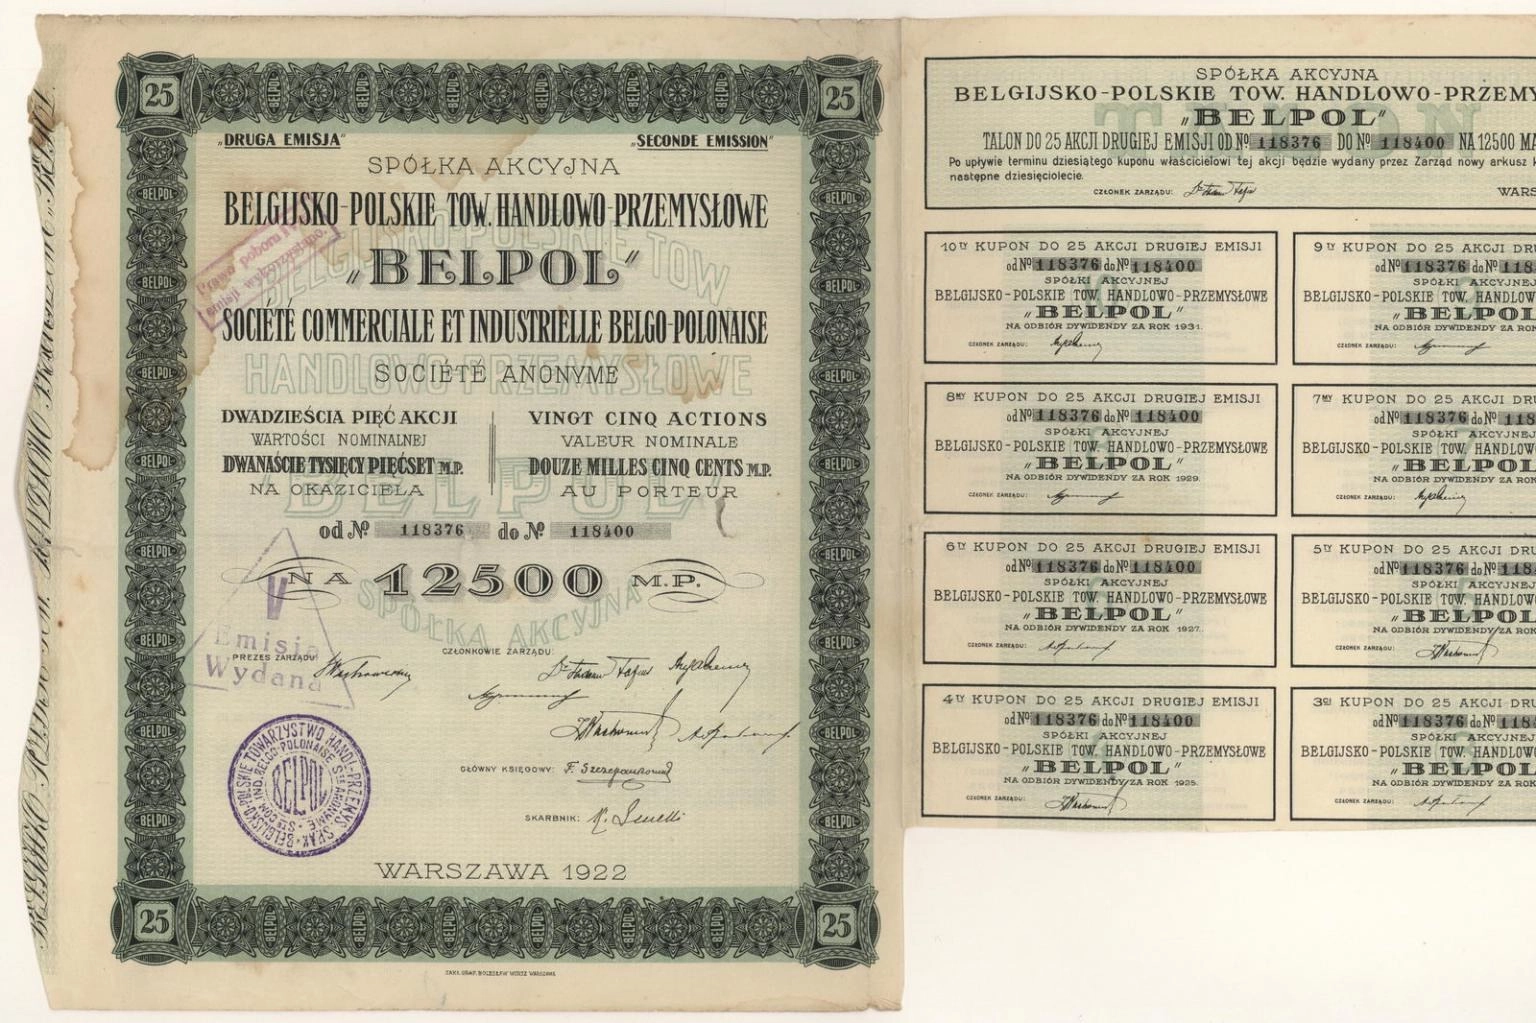 25
25
„DRUGA EMISJA"
„SECONDE EMISSION"
SPÓŁKA AKCYJNA
BELGIJSKO-POLSKIE TOW. HANDLOWO-PRZEMYSŁOWE
„BELPOL"
SOCIÉTÉ COMMERCIALE ET INDUSTRIELLE BELGO-POLONAISE
SOCIÉTÉ ANONYME
DWADZIEŚCIA PIĘĆ AKCJI
WARTOŚCI NOMINALNEJ
DWANAŚCIE TYSIĘCY PIĘĆSET M.P.
NA OKAZICIELA
VINGT CINQ ACTIONS
VALEUR NOMINALE
DOUZE MILLES CINQ CENTS M.P.
AU PORTEUR
od № 118376 do № 118400
NA 12500 M.P.
V
Emisja
Wydana
PREZES ZARZĄDU:
CZŁONKOWIE ZARZĄDU:
GŁÓWNY KSIĘGOWY:
SKARBNIK:
BELPOL
WARSZAWA 1922
25
25
ZAKŁ. GRAF. BOLESŁAW WIRTZ WARSZAWA
SPÓŁKA AKCYJNA
BELGIJSKO-POLSKIE TOW. HANDLOWO-PRZEMY
„BELPOL"
TALON DO 25 AKCJI DRUGIEJ EMISJI OD № 118376 DO № 118400 NA 12500 MA
Po upływie terminu dziesiątego kuponu właścicielowi tej akcji będzie wydany przez Zarząd nowy arkusz k
następne dziesięciolecie.
CZŁONEK ZARZĄDU:
WARS
10TY KUPON DO 25 AKCJI DRUGIEJ EMISJI
od № 118376 do № 118400
SPÓŁKI AKCYJNEJ
BELGIJSKO-POLSKIE TOW. HANDLOWO-PRZEMYSŁOWE
„BELPOL"
NA ODBIÓR DYWIDENDY ZA ROK 1931.
CZŁONEK ZARZĄDU:
9TY KUPON DO 25 AKCJI DRU
od № 118376 do № 118
SPÓŁKI AKCYJNEJ
BELGIJSKO-POLSKIE TOW. HANDLOWO
„BELPOL
NA ODBIÓR DYWIDENDY ZA ROK
CZŁONEK ZARZĄDU:
8MY KUPON DO 25 AKCJI DRUGIEJ EMISJI
od № 118376 do № 118400
SPÓŁKI AKCYJNEJ
BELGIJSKO-POLSKIE TOW. HANDLOWO-PRZEMYSŁOWE
„BELPOL"
NA ODBIÓR DYWIDENDY ZA ROK 1929.
CZŁONEK ZARZĄDU:
7MY KUPON DO 25 AKCJI DRU
od № 118376 do № 118
SPÓŁKI AKCYJNEJ
BELGIJSKO-POLSKIE TOW. HANDLOWO
„BELPOL
NA ODBIÓR DYWIDENDY ZA ROK
CZŁONEK ZARZĄDU:
6TY KUPON DO 25 AKCJI DRUGIEJ EMISJI
od № 118376 do № 118400
SPÓŁKI AKCYJNEJ
BELGIJSKO-POLSKIE TOW. HANDLOWO-PRZEMYSŁOWE
„BELPOL"
NA ODBIÓR DYWIDENDY ZA ROK 1927.
CZŁONEK ZARZĄDU:
5TY KUPON DO 25 AKCJI DRU
od № 118376 do № 118
SPÓŁKI AKCYJNEJ
BELGIJSKO-POLSKIE TOW. HANDLOWO
„BELPOL
NA ODBIÓR DYWIDENDY ZA ROK
CZŁONEK ZARZĄDU:
4TY KUPON DO 25 AKCJI DRUGIEJ EMISJI
od № 118376 do № 118400
SPÓŁKI AKCYJNEJ
BELGIJSKO-POLSKIE TOW. HANDLOWO-PRZEMYSŁOWE
„BELPOL"
NA ODBIÓR DYWIDENDY ZA ROK 1925.
CZŁONEK ZARZĄDU:
3CI KUPON DO 25 AKCJI DRU
od № 118376 do № 118
SPÓŁKI AKCYJNEJ
BELGIJSKO-POLSKIE TOW. HANDLOWO
„BELPOL
NA ODBIÓR DYWIDENDY ZA ROK
CZŁONEK ZARZĄDU: